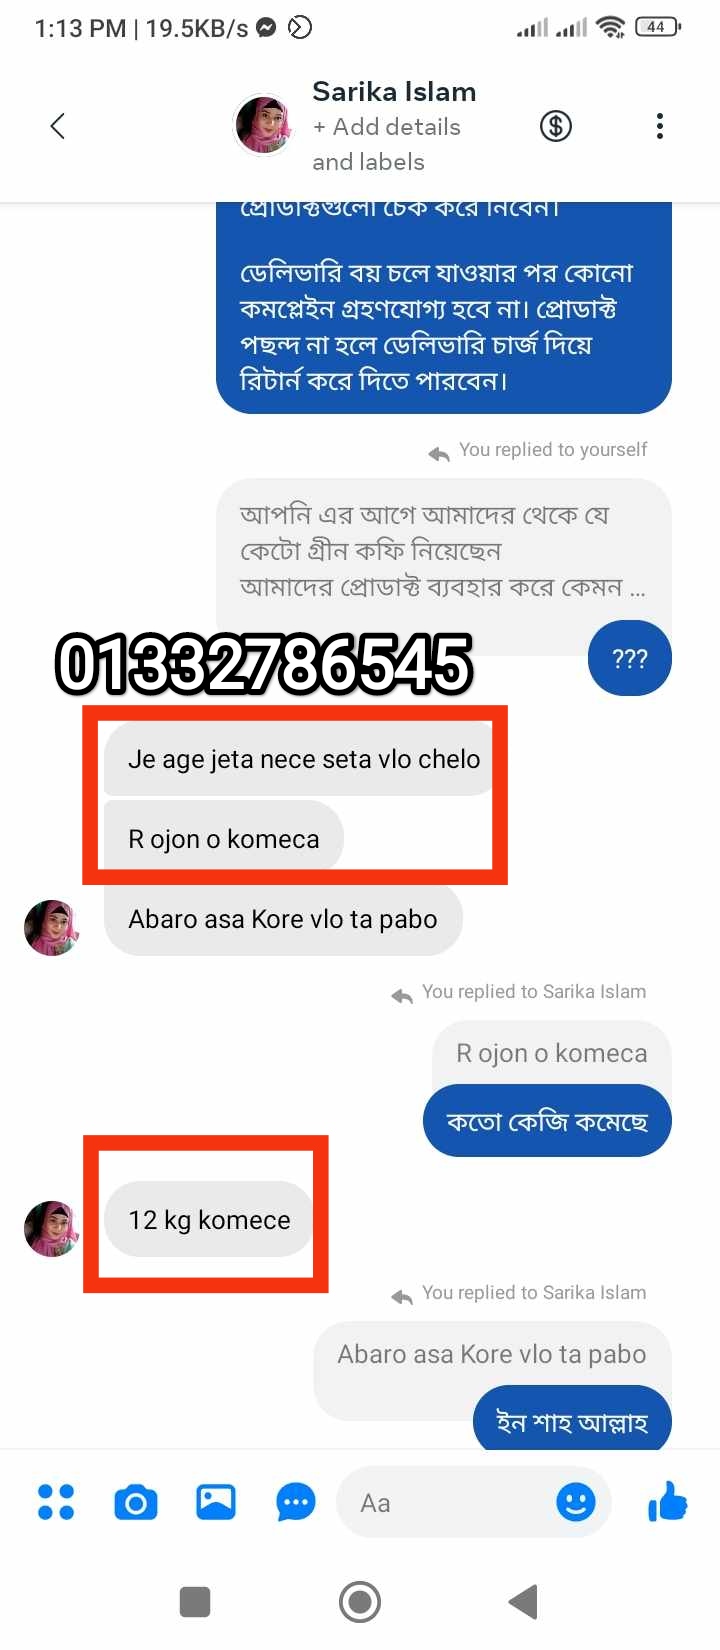 1:13 PM | 19.5KB/s
44
Sarika Islam
+ Add details
and labels
প্রোডাক্টগুলো চেক করে নিবেন।
ডেলিভারি বয় চলে যাওয়ার পর কোনো
কমপ্লেইন গ্রহণযোগ্য হবে না। প্রোডাক্ট
পছন্দ না হলে ডেলিভারি চার্জ দিয়ে
রিটার্ন করে দিতে পারবেন।
You replied to yourself
আপনি এর আগে আমাদের থেকে যে
কেটো গ্রীন কফি নিয়েছেন
আমাদের প্রোডাক্ট ব্যবহার করে কেমন ...
???
01332786545
Je age jeta nece seta vlo chelo
R ojon o komeca
Abaro asa Kore vlo ta pabo
You replied to Sarika Islam
R ojon o komeca
কতো কেজি কমেছে
12 kg komece
You replied to Sarika Islam
Abaro asa Kore vlo ta pabo
ইন শাহ আল্লাহ
Aa